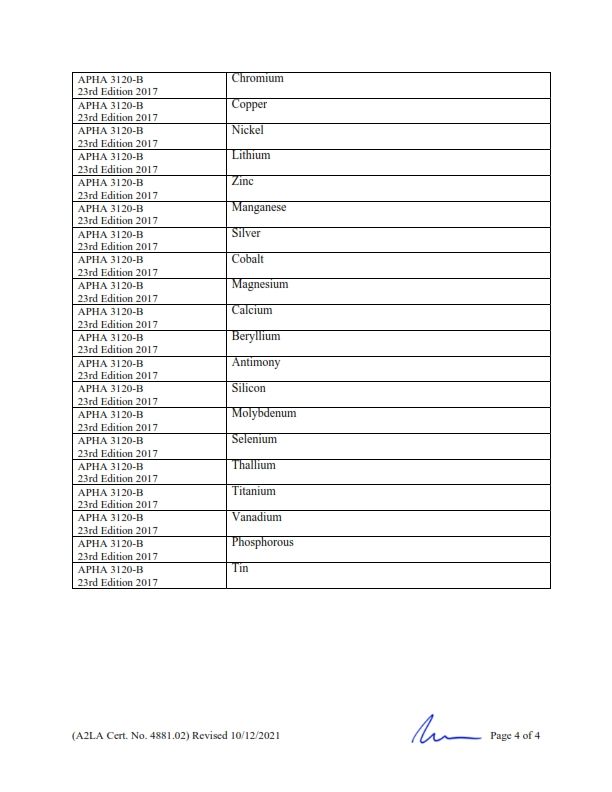 APHA 3120-B Chromium
23rd Edition 2017
APHA 3120-B Copper
23rd Edition 2017
APHA 3120-B Nickel
23rd Edition 2017
APHA 3120-B Lithium
23rd Edition 2017
APHA 3120-B Zinc
23rd Edition 2017
APHA 3120-B Manganese
23rd Edition 2017
APHA 3120-B Silver
23rd Edition 2017
APHA 3120-B Cobalt
23rd Edition 2017
APHA 3120-B Magnesium
23rd Edition 2017
APHA 3120-B Calcium
23rd Edition 2017
APHA 3120-B Beryllium
23rd Edition 2017
APHA 3120-B Antimony
23rd Edition 2017
APHA 3120-B Silicon
23rd Edition 2017
APHA 3120-B Molybdenum
23rd Edition 2017
APHA 3120-B Selenium
23rd Edition 2017
APHA 3120-B Thallium
23rd Edition 2017
APHA 3120-B Titanium
23rd Edition 2017
APHA 3120-B Vanadium
23rd Edition 2017
APHA 3120-B Phosphorous
23rd Edition 2017
APHA 3120-B Tin
23rd Edition 2017
(A2LA Cert. No. 4881.02) Revised 10/12/2021 Page 4 of 4